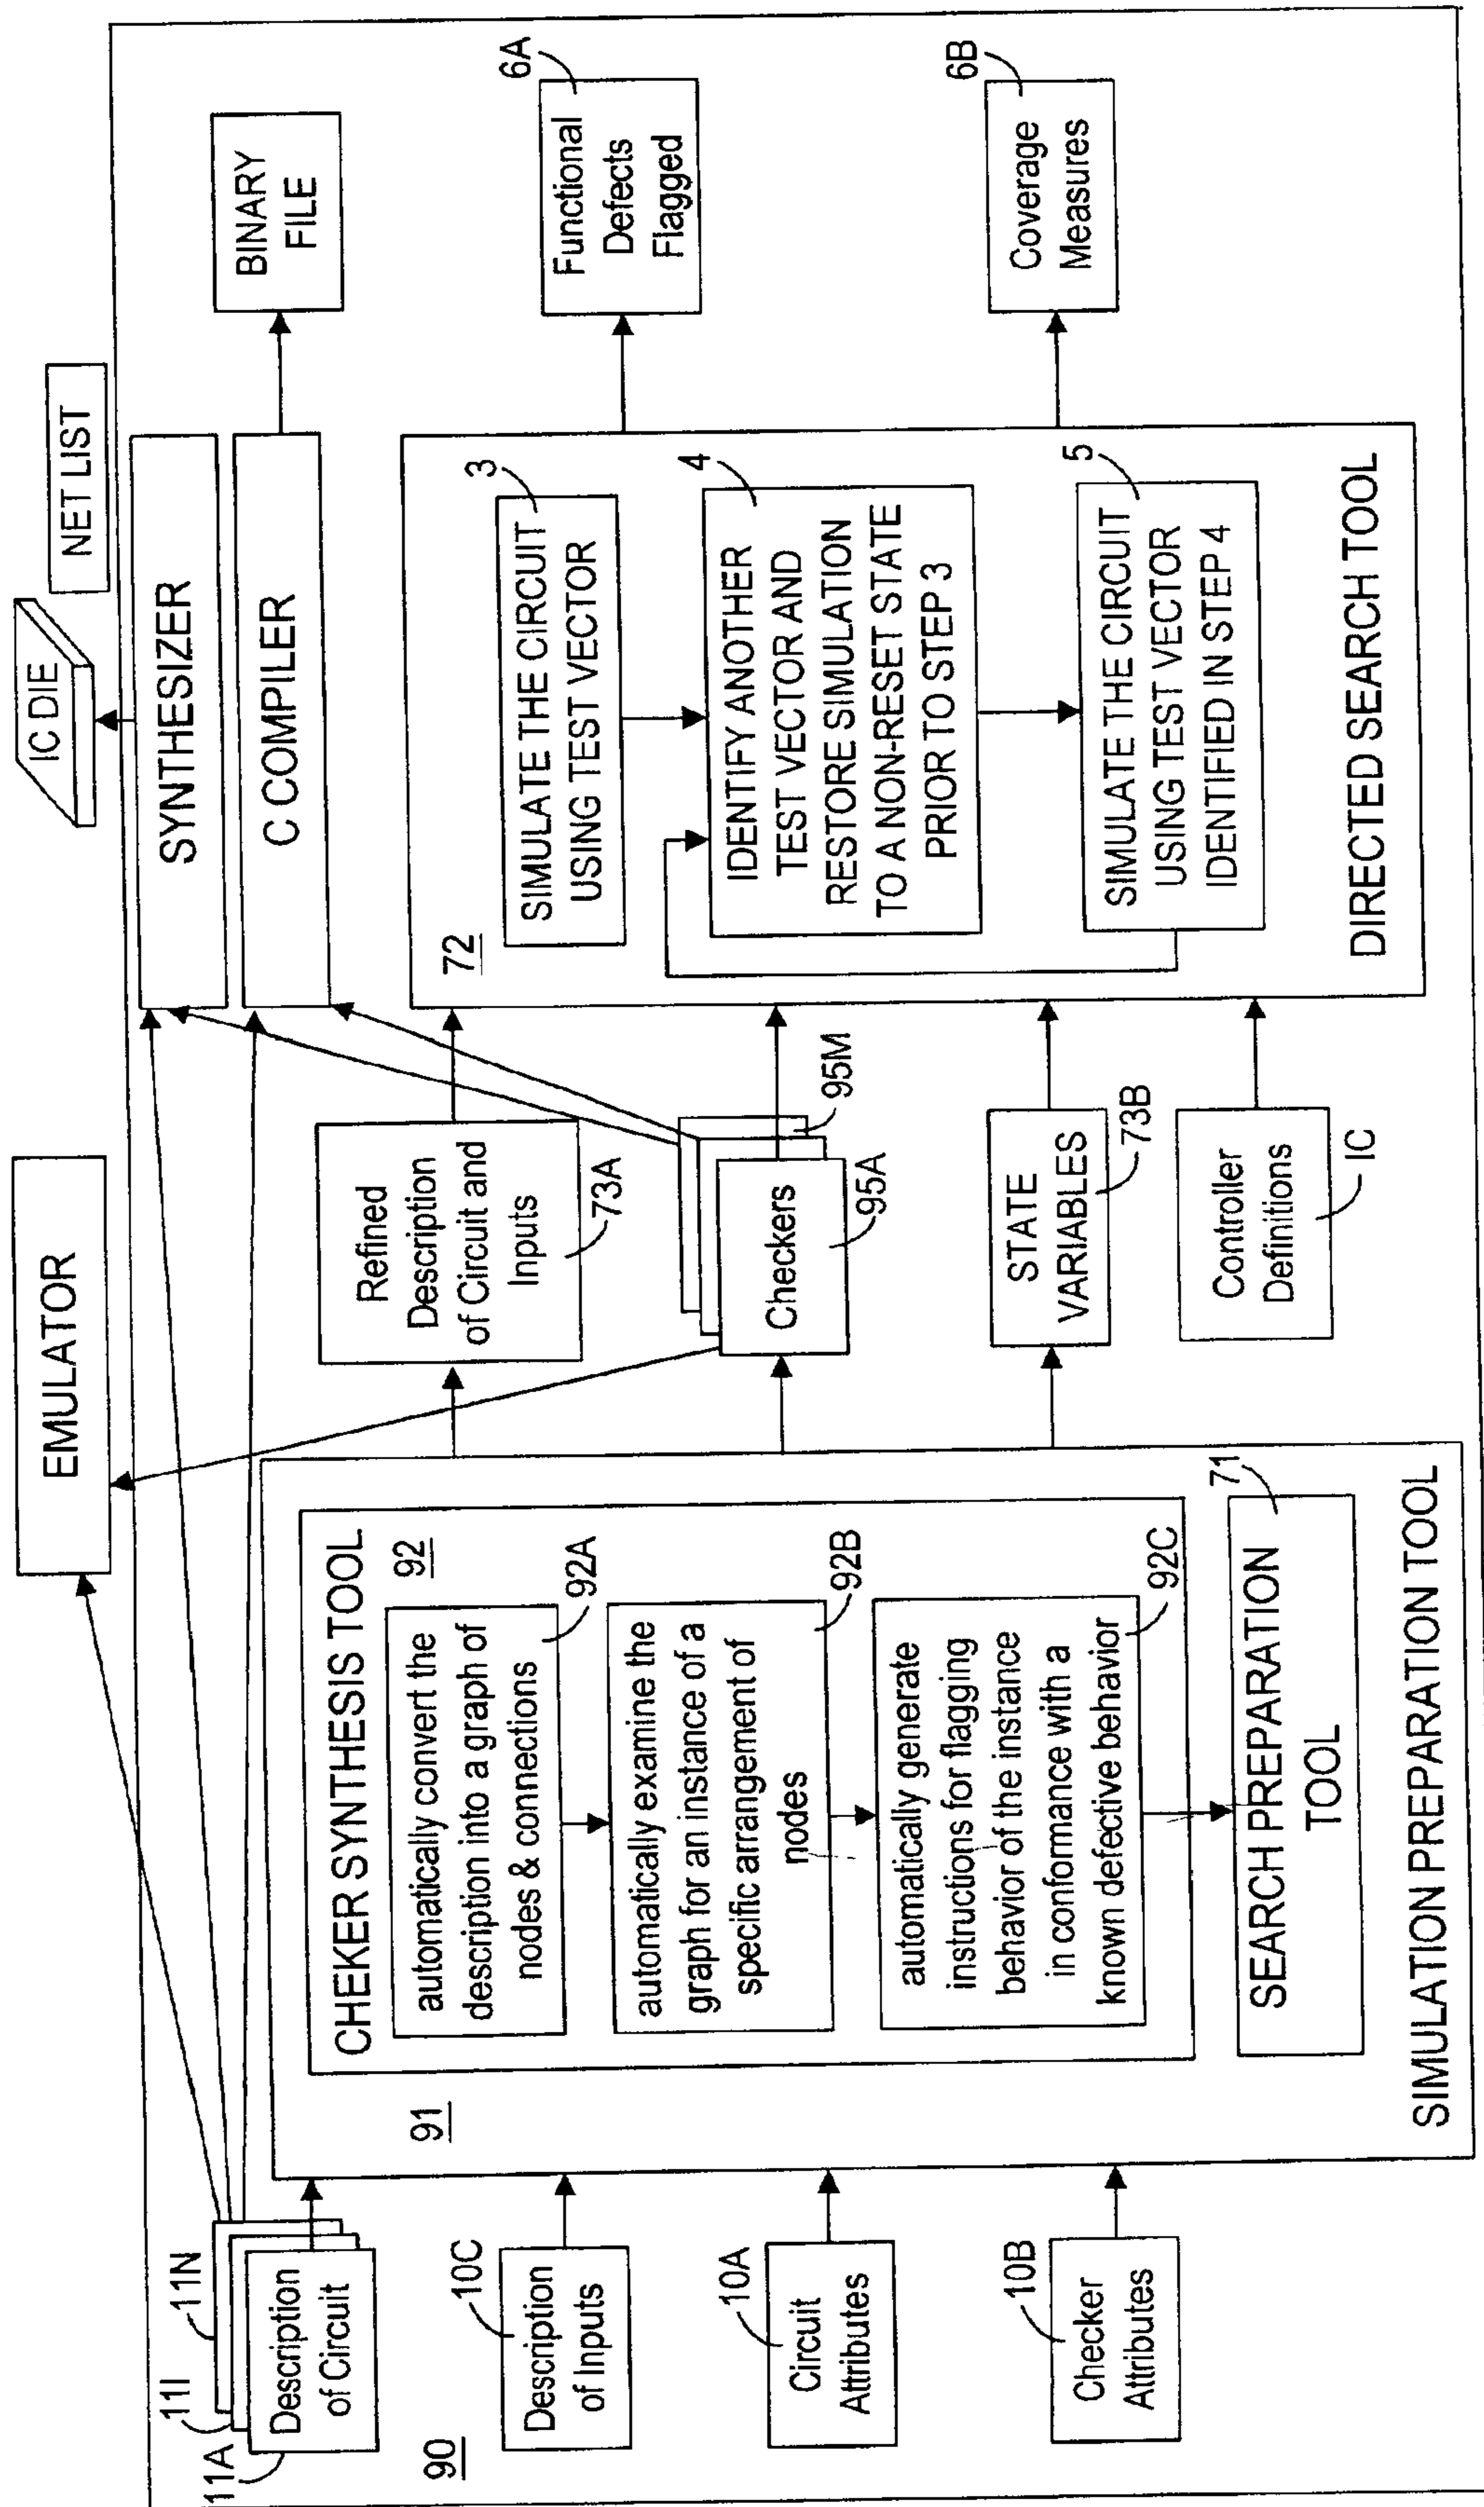 EMULATOR
IC DIE
NET LIST
SYNTHESIZER
C COMPILER
BINARY
FILE
11I
11N
11A
Description
of Circuit
10C
Description
of Inputs
10A
Circuit
Attributes
10B
Checker
Attributes
90
91
CHEKER SYNTHESIS TOOL
92
automatically convert the
description into a graph of
nodes & connections
92A
automatically examine the
graph for an instance of a
specific arrangement of
nodes
92B
automatically generate
instructions for flagging
behavior of the instance
in conformance with a
known defective behavior
92C
SEARCH PREPARATION
TOOL
71
SIMULATION PREPARATION TOOL
Refined
Description
of Circuit and
Inputs
73A
Checkers
95M
95A
STATE
VARIABLES
73B
Controller
Definitions
IC
72
SIMULATE THE CIRCUIT
USING TEST VECTOR
3
IDENTIFY ANOTHER
TEST VECTOR AND
RESTORE SIMULATION
TO A NON-RESET STATE
PRIOR TO STEP 3
4
SIMULATE THE CIRCUIT
USING TEST VECTOR
IDENTIFIED IN STEP 4
5
DIRECTED SEARCH TOOL
Functional
Defects
Flagged
6A
Coverage
Measures
6B